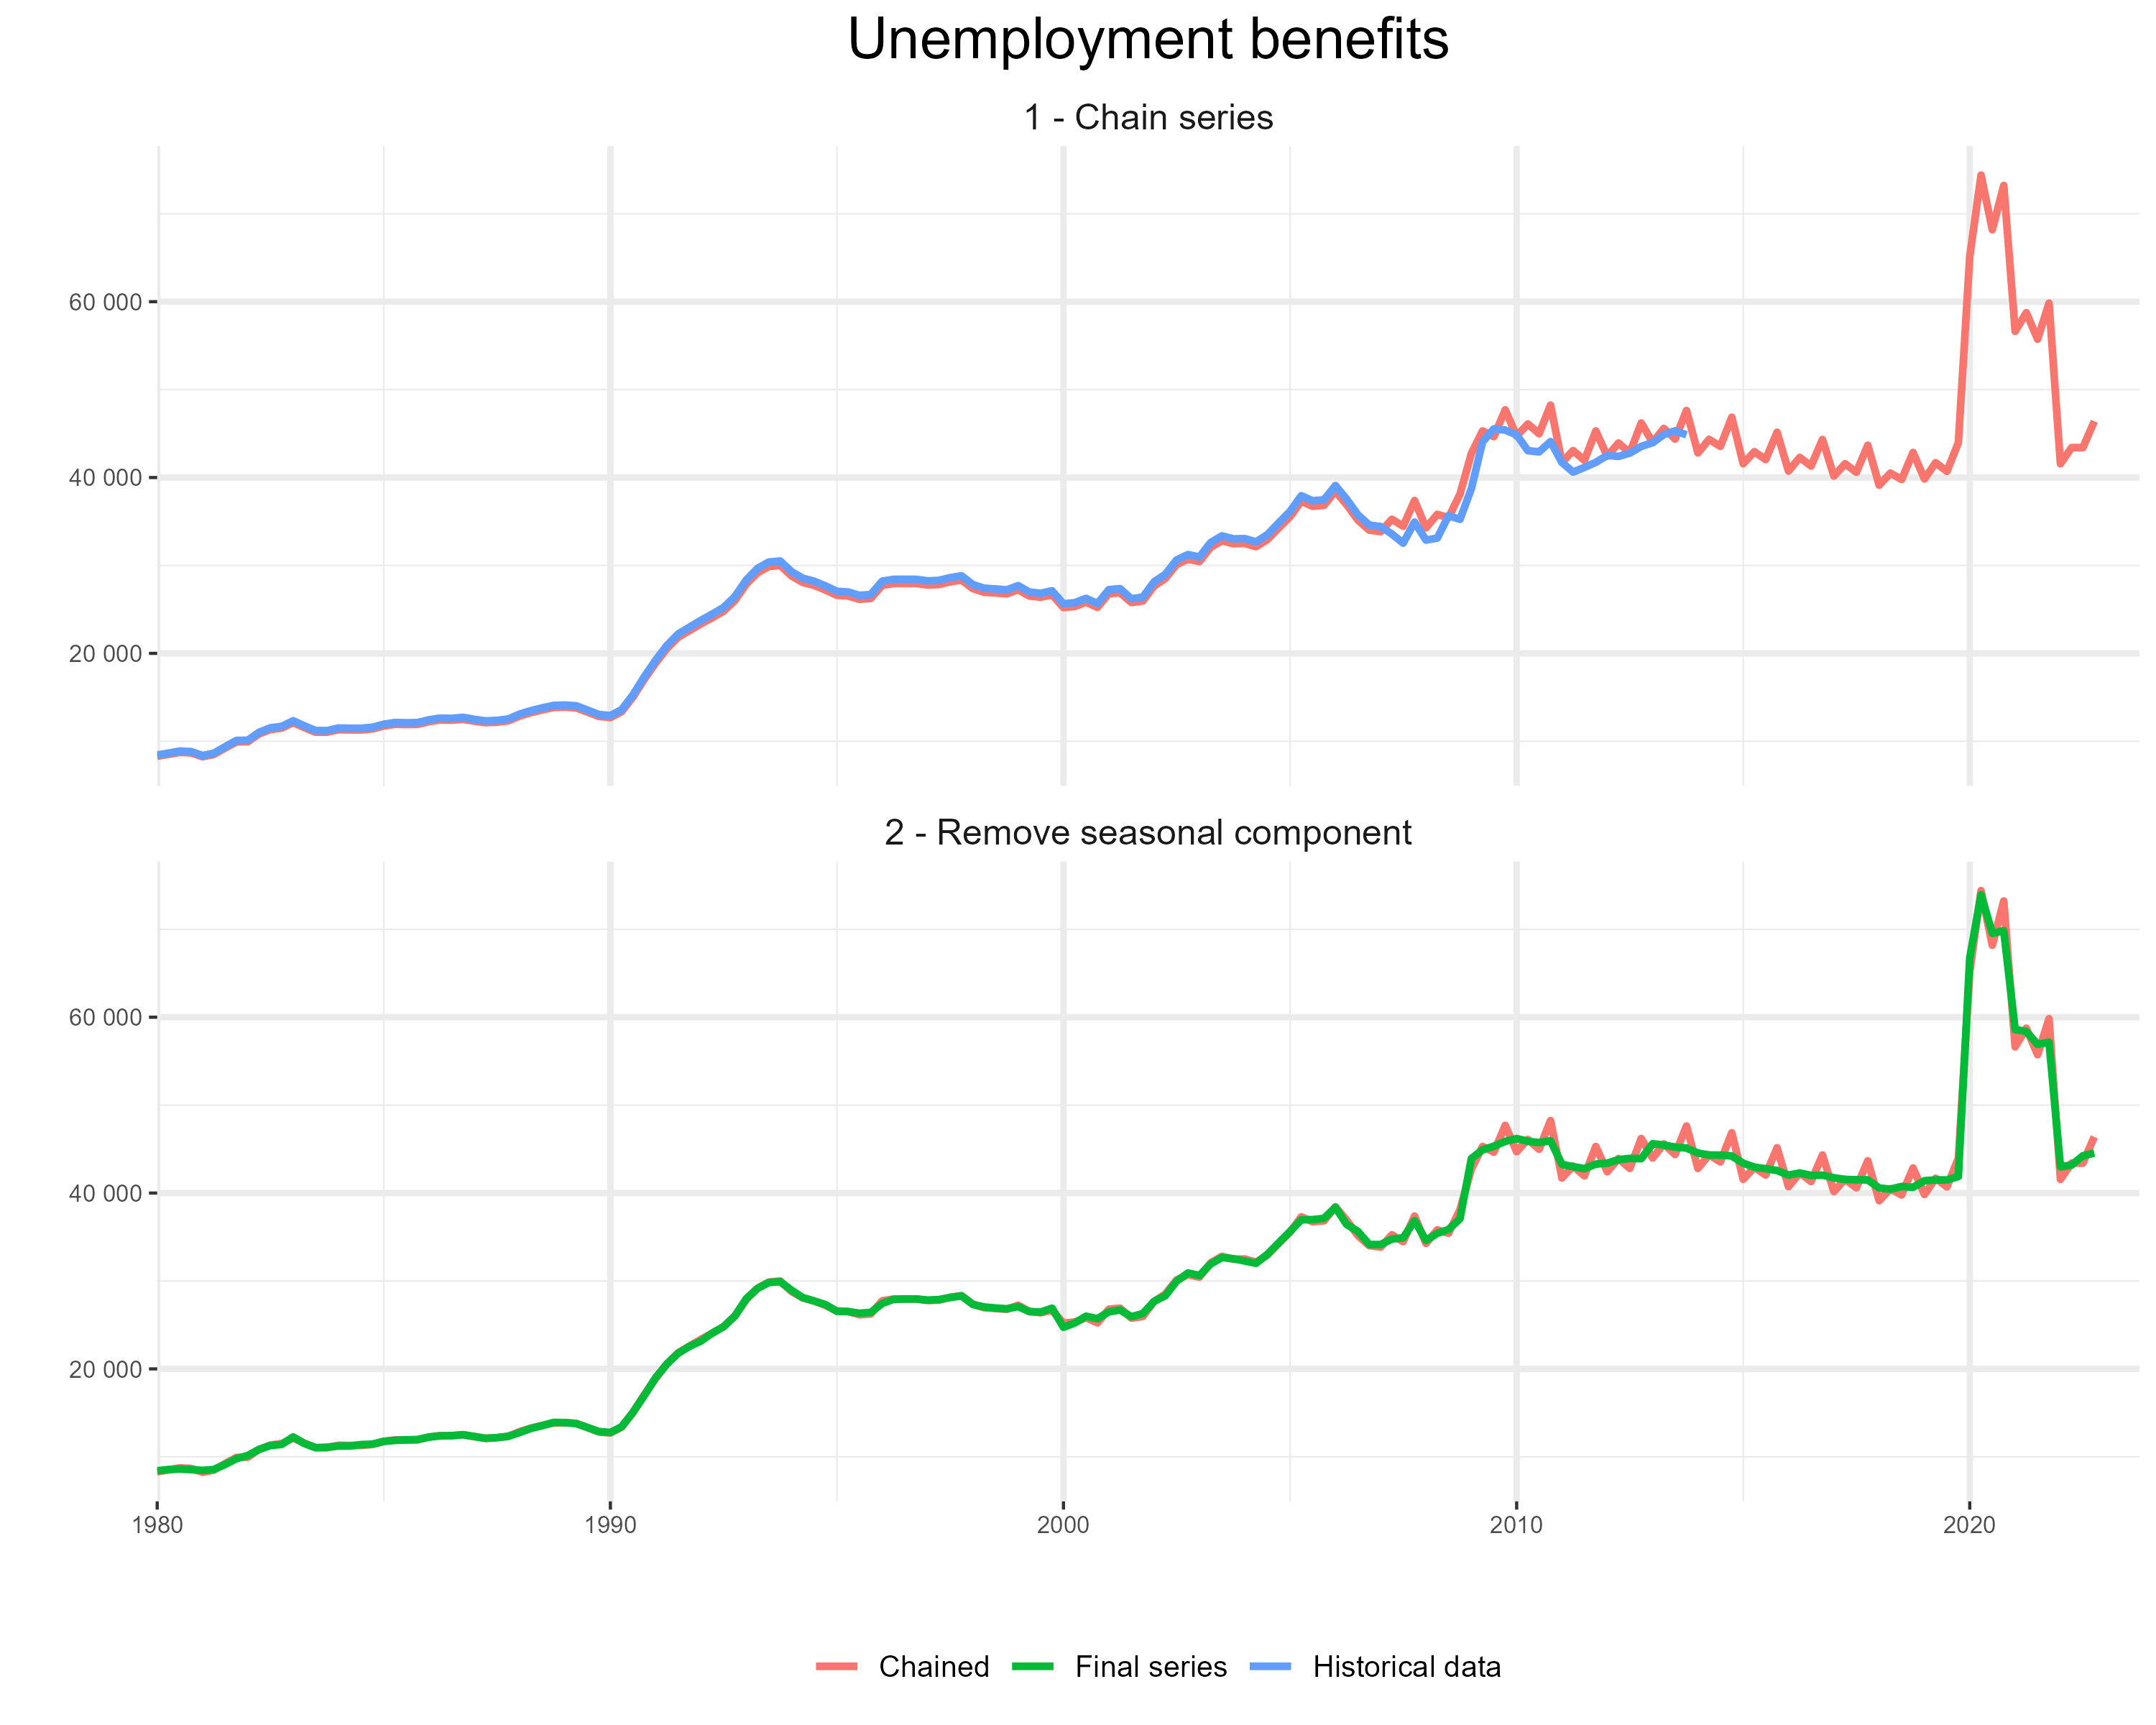 Unemployment benefits
1 - Chain series
60 000
40 000
20 000
2 - Remove seasonal component
60 000
40 000
20 000
1980 1990 2000 2010 2020
Chained Final series Historical data